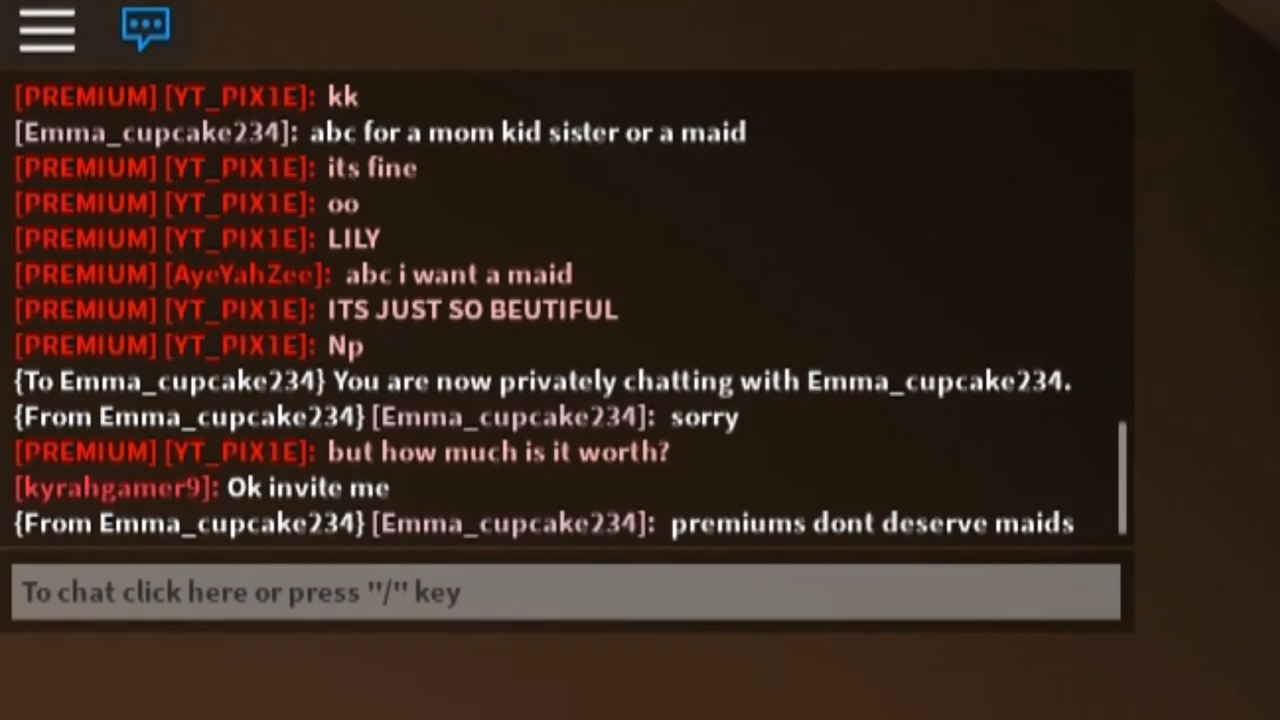 [PREMIUM] [YT_PIX1E]: kk
[Emma_cupcake234]: abc for a mom kid sister or a maid
[PREMIUM] [YT_PIX1E]: its fine
[PREMIUM] [YT_PIX1E]: oo
[PREMIUM] [YT_PIX1E]: LILY
[PREMIUM] [AyeYahZee]: abc i want a maid
[PREMIUM] [YT_PIX1E]: ITS JUST SO BEUTIFUL
[PREMIUM] [YT_PIX1E]: Np
{To Emma_cupcake234} You are now privately chatting with Emma_cupcake234.
{From Emma_cupcake234} [Emma_cupcake234]: sorry
[PREMIUM] [YT_PIX1E]: but how much is it worth?
[kyrahgamer9]: Ok invite me
{From Emma_cupcake234} [Emma_cupcake234]: premiums dont deserve maids
To chat click here or press "/" key